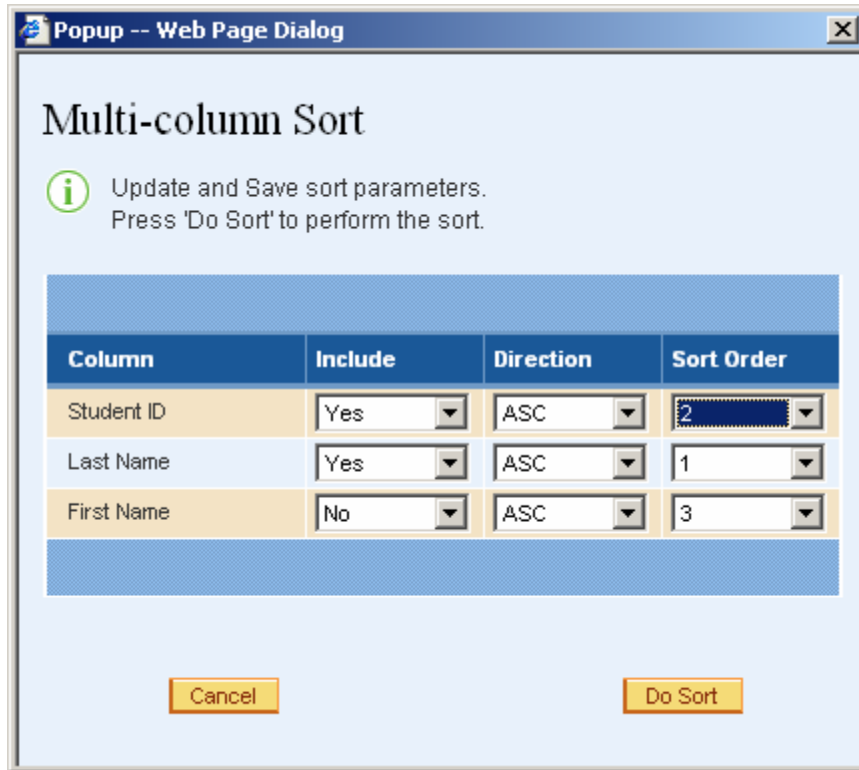 Popup -- Web Page Dialog
Multi-column Sort
Update and Save sort parameters.
Press 'Do Sort' to perform the sort.
Column Include Direction Sort Order
Student ID Yes ASC 2
Last Name Yes ASC 1
First Name No ASC 3
Cancel Do Sort